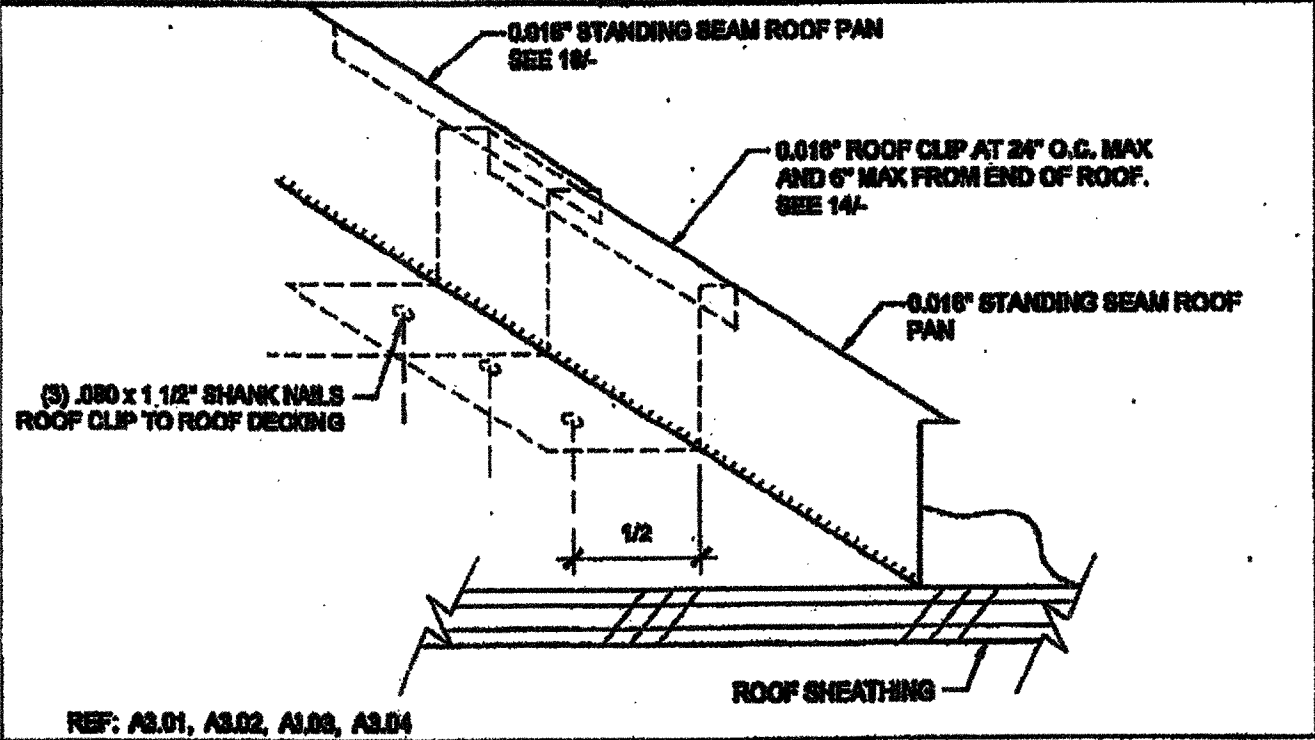 0.016" STANDING SEAM ROOF PAN
SEE 16/-
0.016" ROOF CLIP AT 24" O.C. MAX
AND 6" MAX FROM END OF ROOF.
SEE 14/-
0.016" STANDING SEAM ROOF
PAN
(3) .080 x 1 1/2" SHANK NAILS
ROOF CLIP TO ROOF DECKING
1/2
ROOF SHEATHING
REF: A3.01, A3.02, A3.03, A3.04